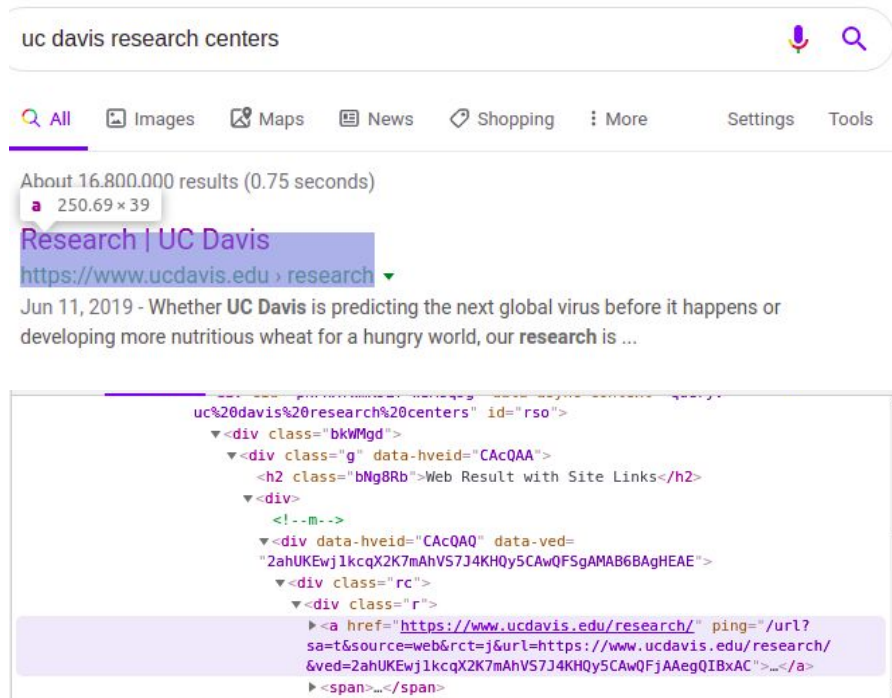 uc davis research centers
All Images Maps News Shopping More Settings Tools
About 16,800,000 results (0.75 seconds)
a 250.69 × 39
Research | UC Davis
https://www.ucdavis.edu › research
Jun 11, 2019 - Whether UC Davis is predicting the next global virus before it happens or
developing more nutritious wheat for a hungry world, our research is ...
uc%20davis%20research%20centers" id="rso">
▼<div class="bkWMgd">
▼<div class="g" data-hveid="CAcQAA">
<h2 class="bNg8Rb">Web Result with Site Links</h2>
▼<div>
<!--m-->
▼<div data-hveid="CAcQAQ" data-ved=
"2ahUKEwj1kcqX2K7mAhVS7J4KHQy5CAwQFSgAMAB6BAgHEAE">
▼<div class="rc">
▼<div class="r">
▶<a href="https://www.ucdavis.edu/research/" ping="/url?
sa=t&source=web&rct=j&url=https://www.ucdavis.edu/research/
&ved=2ahUKEwj1kcqX2K7mAhVS7J4KHQy5CAwQFjAAegQIBxAC">…</a>
▶<span>…</span>